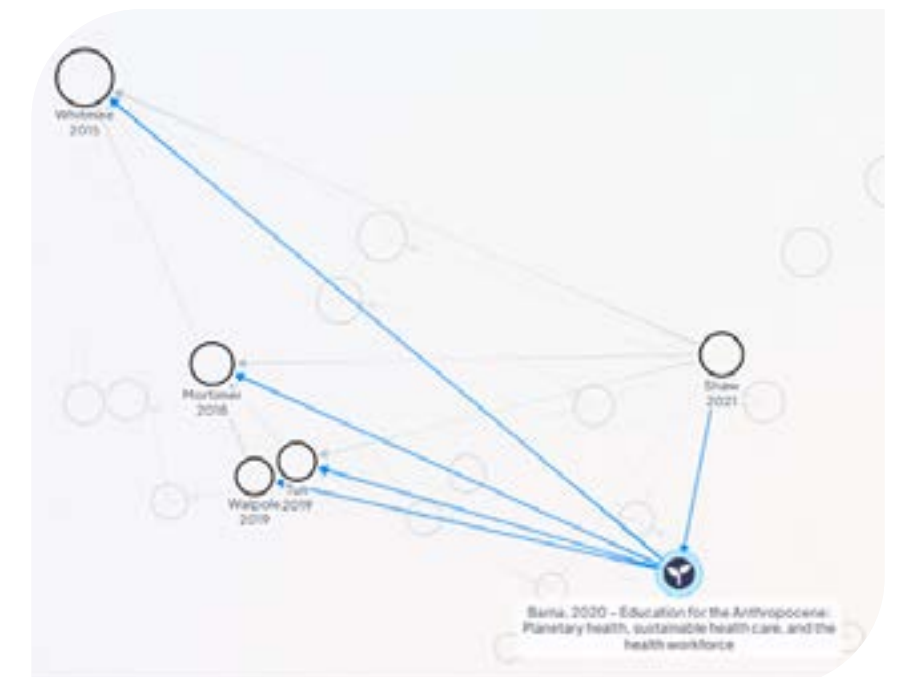 Whitmee
2015
Shaw
2021
Mortimer
2018
Tun
2019
Walpole
2019
Barna, 2020 – Education for the Anthropocene:
Planetary health, sustainable health care, and the
health workforce